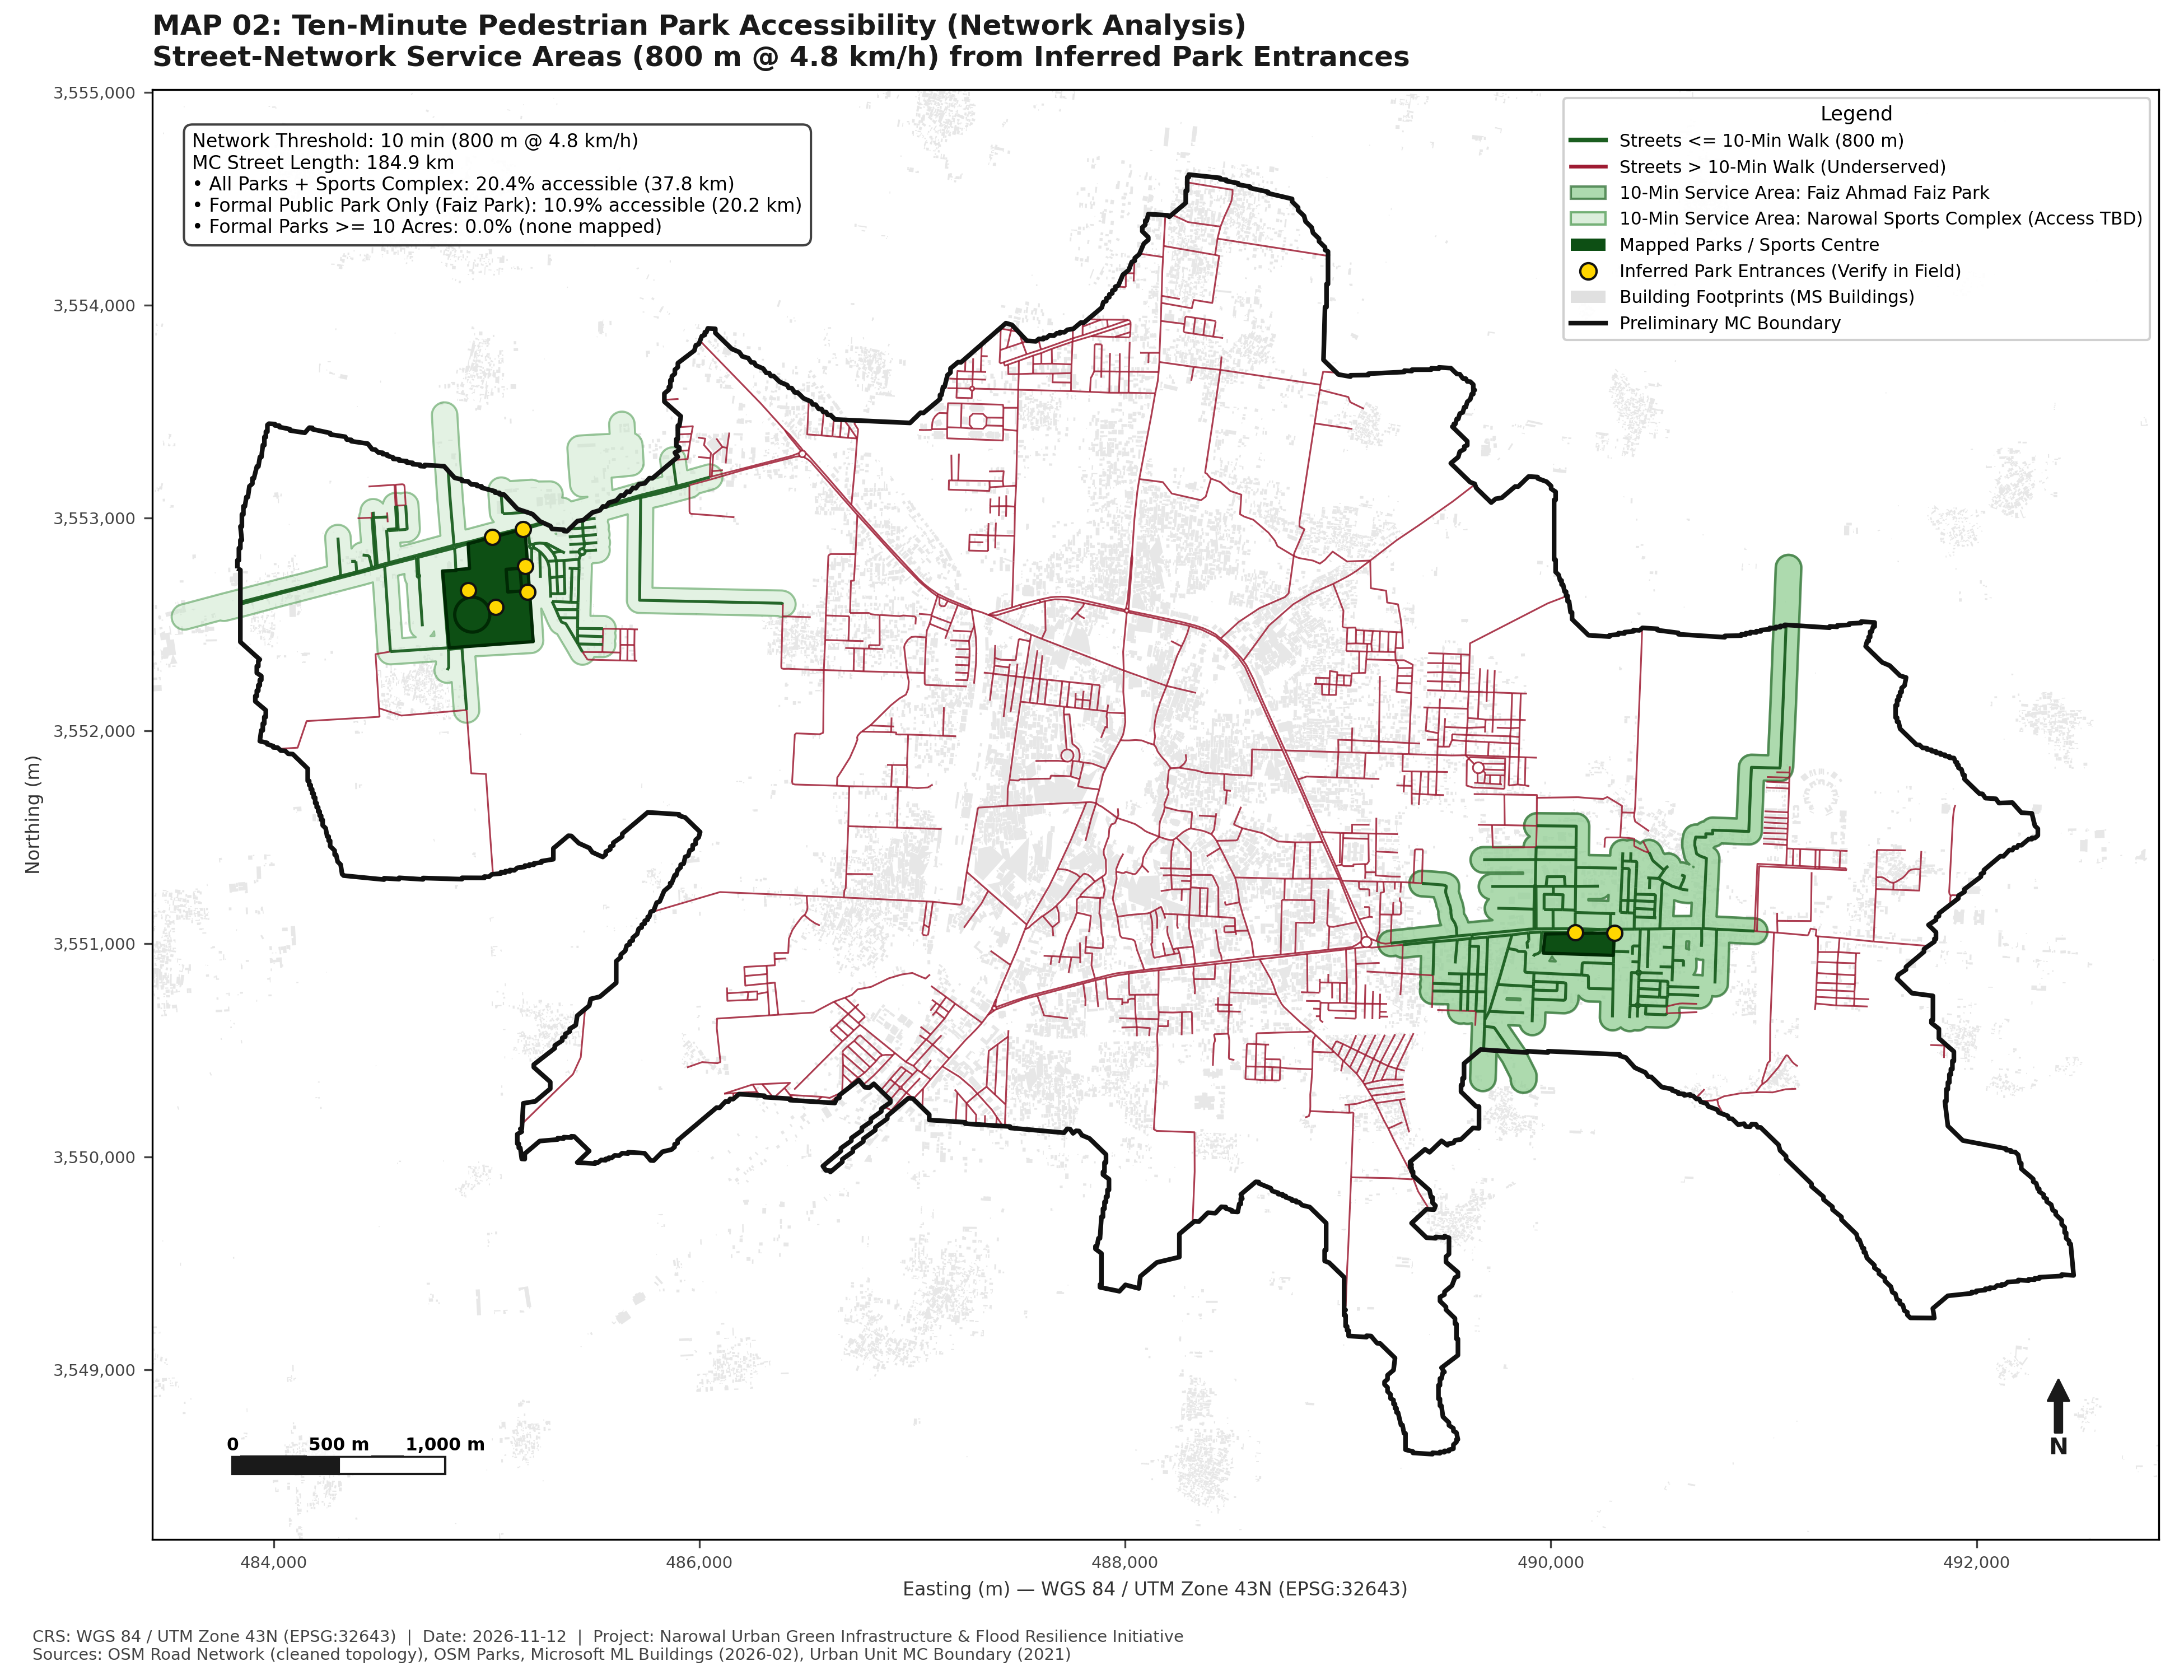 MAP 02: Ten-Minute Pedestrian Park Accessibility (Network Analysis)
Street-Network Service Areas (800 m @ 4.8 km/h) from Inferred Park Entrances
Network Threshold: 10 min (800 m @ 4.8 km/h)
MC Street Length: 184.9 km
• All Parks + Sports Complex: 20.4% accessible (37.8 km)
• Formal Public Park Only (Faiz Park): 10.9% accessible (20.2 km)
• Formal Parks >= 10 Acres: 0.0% (none mapped)
Legend
Streets <= 10-Min Walk (800 m)
Streets > 10-Min Walk (Underserved)
10-Min Service Area: Faiz Ahmad Faiz Park
10-Min Service Area: Narowal Sports Complex (Access TBD)
Mapped Parks / Sports Centre
Inferred Park Entrances (Verify in Field)
Building Footprints (MS Buildings)
Preliminary MC Boundary
3,555,000
3,554,000
3,553,000
3,552,000
3,551,000
3,550,000
3,549,000
Northing (m)
0 500 m 1,000 m
N
484,000 486,000 488,000 490,000 492,000
Easting (m) — WGS 84 / UTM Zone 43N (EPSG:32643)
CRS: WGS 84 / UTM Zone 43N (EPSG:32643) | Date: 2026-11-12 | Project: Narowal Urban Green Infrastructure & Flood Resilience Initiative
Sources: OSM Road Network (cleaned topology), OSM Parks, Microsoft ML Buildings (2026-02), Urban Unit MC Boundary (2021)